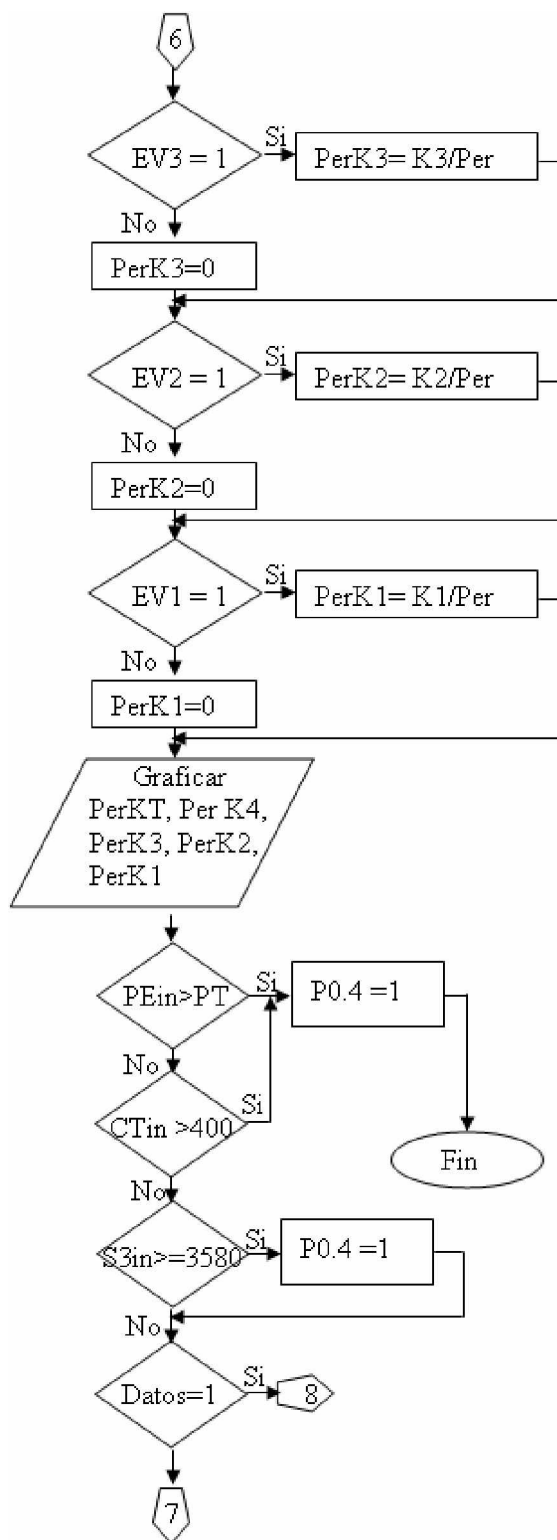 6
EV3 = 1
Si
PerK3= K3/Per
No
PerK3=0
EV2 = 1
Si
PerK2= K2/Per
No
PerK2=0
EV1 = 1
Si
PerK1= K1/Per
No
PerK1=0
Graficar
PerKT, Per K4,
PerK3, PerK2,
PerK1
PEin>PT
Si
P0.4 =1
No
CTin >400
Si
Fin
No
S3in>=3580
Si
P0.4 =1
No
Datos=1
Si
8
7